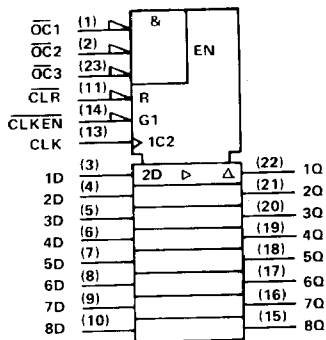 OC1 (1) &
OC2 (2) EN
OC3 (23)
CLR (11) R
CLKEN (14) G1
CLK (13) 1C2
1D (3) 2D (22) 1Q
2D (4) (21) 2Q
3D (5) (20) 3Q
4D (6) (19) 4Q
5D (7) (18) 5Q
6D (8) (17) 6Q
7D (9) (16) 7Q
8D (10) (15) 8Q